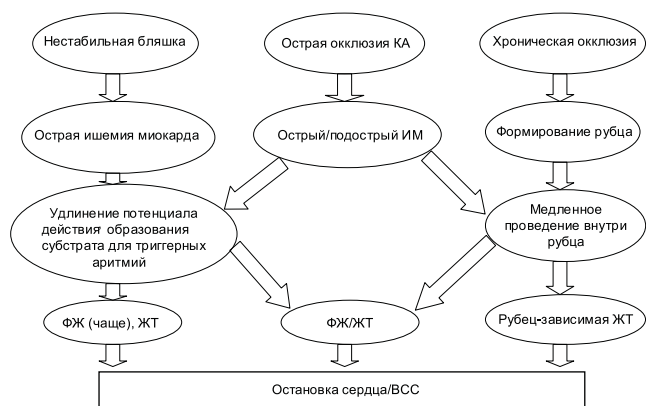 Нестабильная бляшка
Острая окклюзия КА
Хроническая окклюзия
Острая ишемия миокарда
Острый/подострый ИМ
Формирование рубца
Удлинение потенциала
действия образования
субстрата для триггерных
аритмий
Медленное
проведение внутри
рубца
ФЖ (чаще), ЖТ
ФЖ/ЖТ
Рубец-зависимая ЖТ
Остановка сердца/ВСС